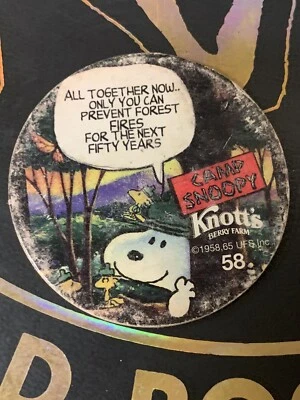 ALL TOGETHER NOW..
ONLY YOU CAN
PREVENT FOREST
FIRES
FOR THE NEXT
FIFTY YEARS
CAMP
SNOOPY
Knott's
BERRY FARM
©1958,65 UFS, Inc.
58.